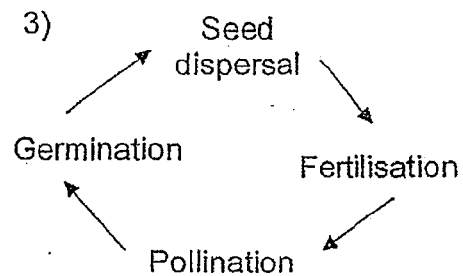 3)
Seed
dispersal
Germination
Fertilisation
Pollination